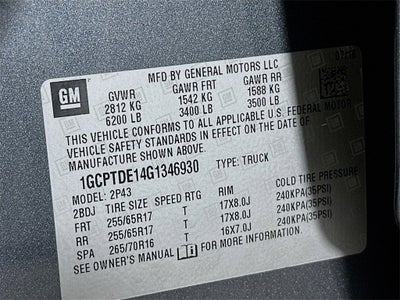 GM
MFD BY GENERAL MOTORS LLC
GVWR GAWR FRT GAWR RR
2812 KG 1542 KG 1588 KG
6200 LB 3400 LB 3500 LB
THIS VEHICLE CONFORMS TO ALL APPLICABLE U.S. FEDERAL MOTOR
VEHICLE SAFETY STANDARDS IN EFFECT ON THE DATE OF
MANUFACTURE SHOWN ABOVE.
1GCPTDE14G1346930 TYPE: TRUCK
MODEL: 2P43
2BDJ TIRE SIZE SPEED RTG RIM COLD TIRE PRESSURE
FRT 255/65R17 T 17X8.0J 240KPA(35PSI)
RR 255/65R17 T 17X8.0J 240KPA(35PSI)
SPA 265/70R16 T 16X7.0J 240KPA(35PSI)
SEE OWNER'S MANUAL FOR MORE INFORMATION.